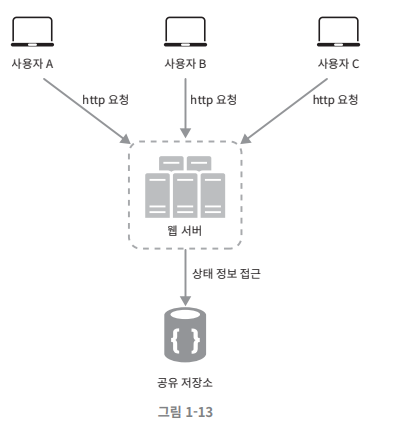 사용자 A
사용자 B
사용자 C
http 요청
http 요청
http 요청
웹 서버
상태 정보 접근
{ }
공유 저장소
그림 1-13